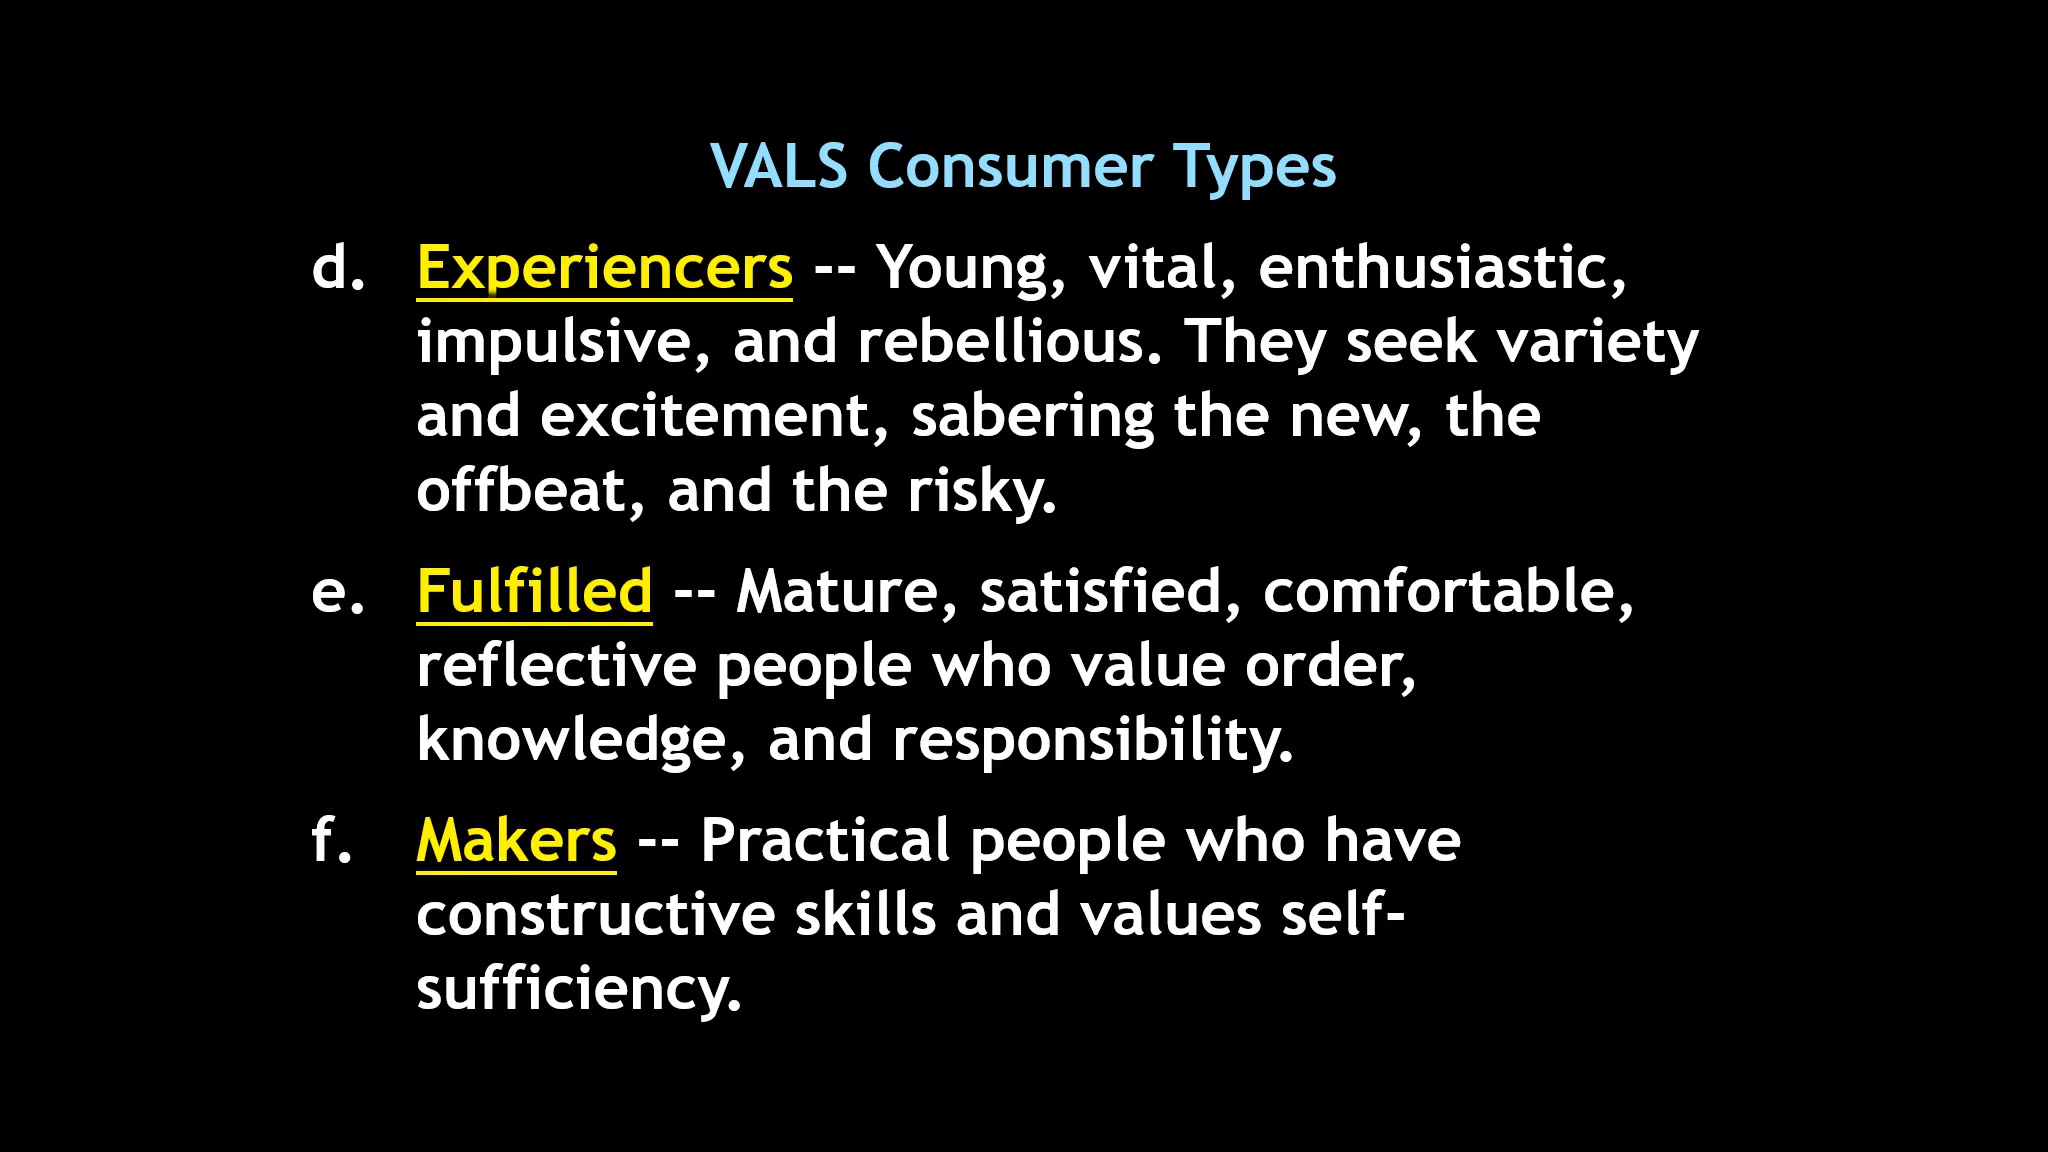 VALS Consumer Types
d. Experiencers -- Young, vital, enthusiastic,
impulsive, and rebellious. They seek variety
and excitement, sabering the new, the
offbeat, and the risky.
e. Fulfilled -- Mature, satisfied, comfortable,
reflective people who value order,
knowledge, and responsibility.
f. Makers -- Practical people who have
constructive skills and values self-
sufficiency.